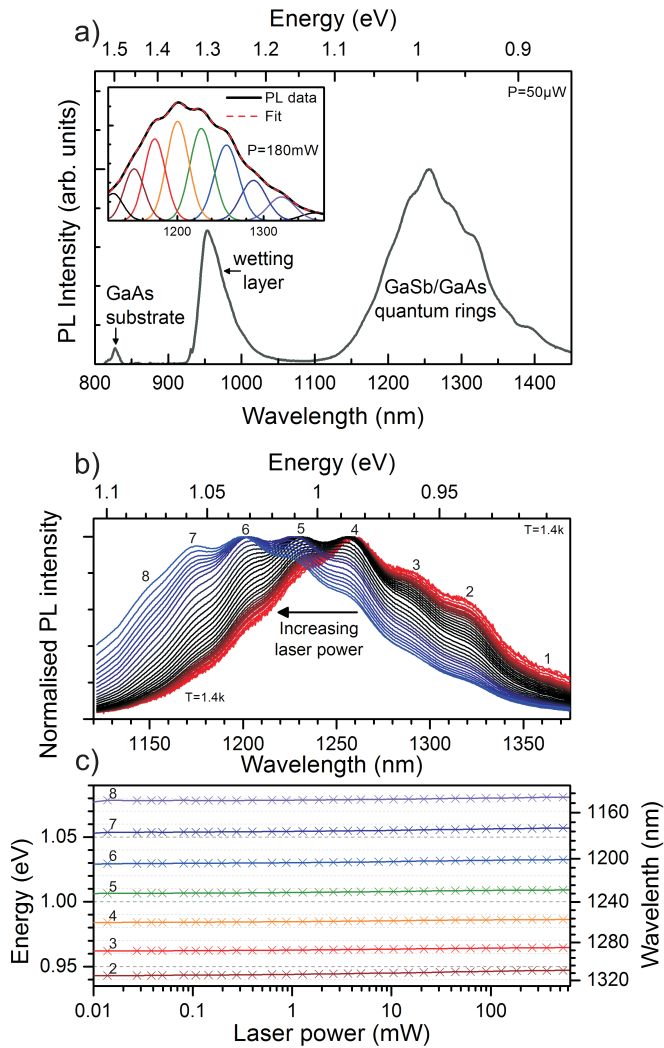 a)
Energy (eV)
1.5 1.4 1.3 1.2 1.1 1 0.9
PL Intensity (arb. units)
P=50µW
PL data
Fit
P=180mW
1200 1300
GaAs
substrate
wetting
layer
GaSb/GaAs
quantum rings
800 900 1000 1100 1200 1300 1400
Wavelength (nm)
b)
Energy (eV)
1.1 1.05 1 0.95
Normalised PL intensity
T=1.4k
8 7 6 5 4 3 2 1
Increasing
laser power
T=1.4k
1150 1200 1250 1300 1350
Wavelength (nm)
c)
Energy (eV)
1.05
1.00
0.95
8
7
6
5
4
3
2
1160
1200
1240
1280
1320
Wavelenth (nm)
0.01 0.1 1 10 100
Laser power (mW)